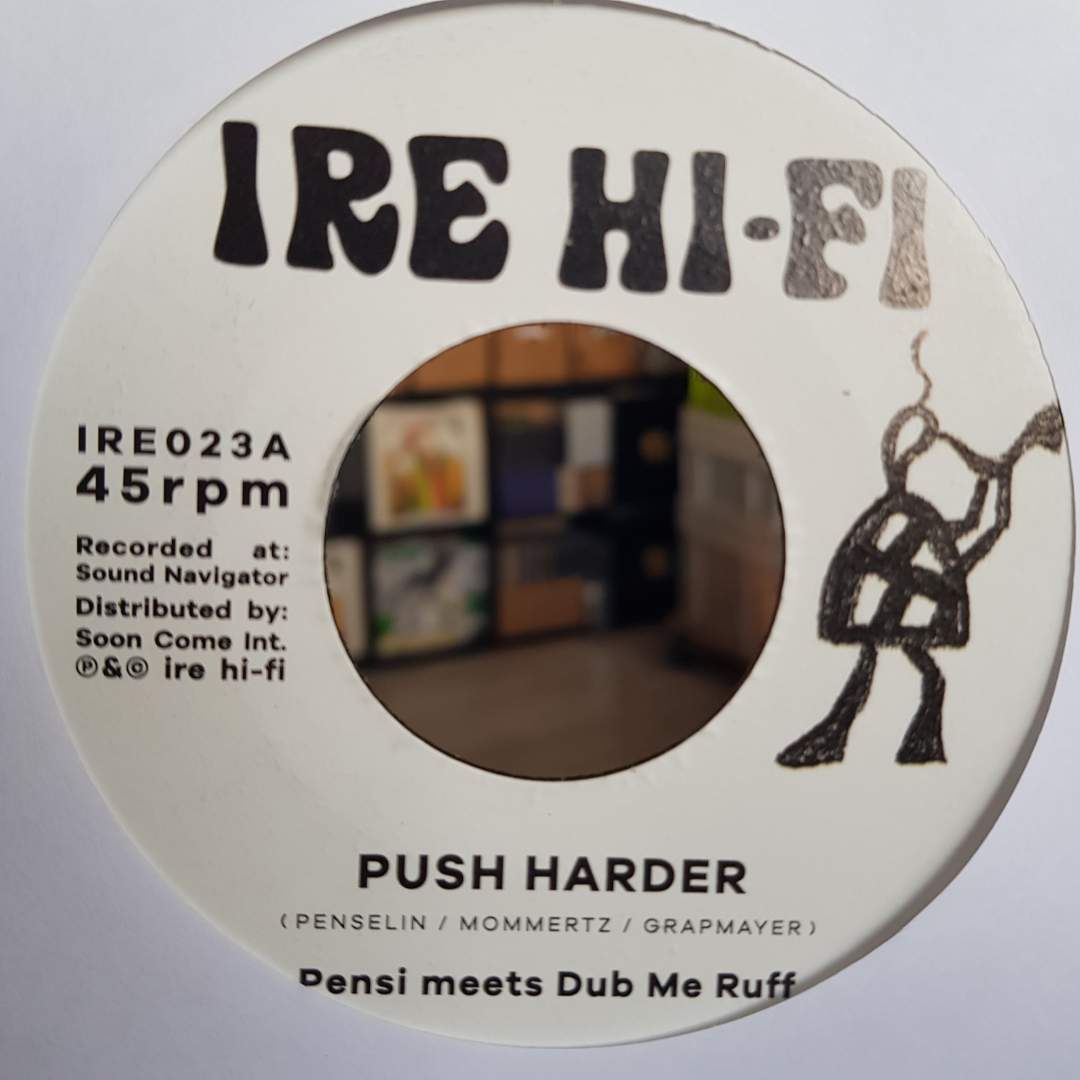 IRE HI-FI
IRE023A
45rpm
Recorded at:
Sound Navigator
Distributed by:
Soon Come Int.
℗&© ire hi-fi
PUSH HARDER
(PENSELIN / MOMMERTZ / GRAPMAYER)
Pensi meets Dub Me Ruff